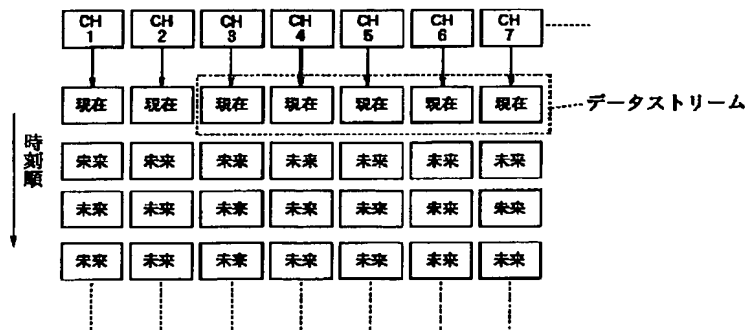 CH 1 CH 2 CH 3 CH 4 CH 5 CH 6 CH 7
現在 現在 現在 現在 現在 現在 現在
データストリーム
時刻順
未来 未来 未来 未来 未来 未来 未来
未来 未来 未来 未来 未来 未来 未来
未来 未来 未来 未来 未来 未来 未来